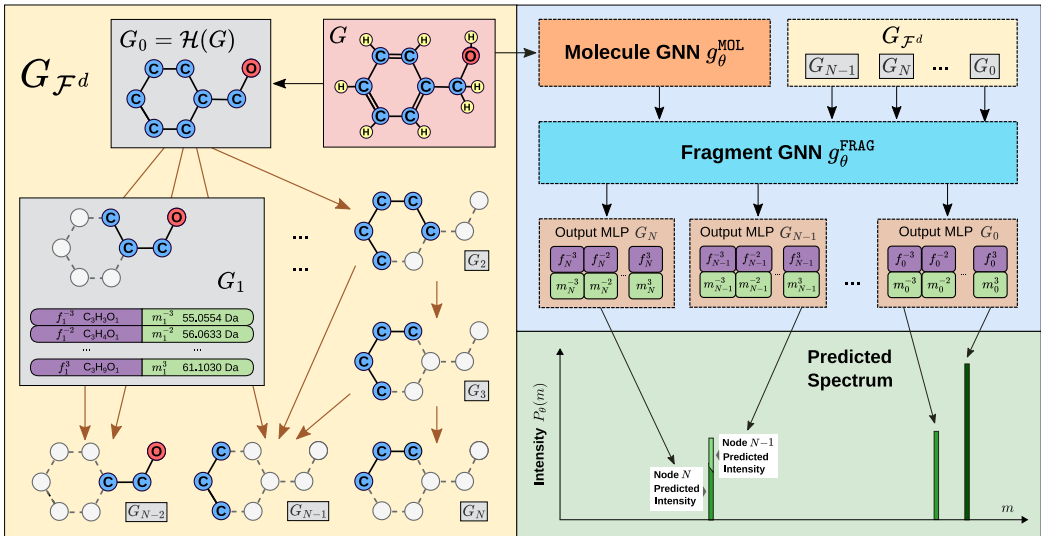 G_{\mathcal{F}^d}
G_0 = \mathcal{H}(G)
O
C C
C C C
C C
G
H
H H O
C C H
H C C C
C C H
H H
Molecule GNN g_θ^{MOL}
G_{\mathcal{F}^d}
G_{N-1} G_N ... G_0
Fragment GNN g_θ^{FRAG}
Output MLP G_N
f_N^{-3} f_N^{-2} ... f_N^3
m_N^{-3} m_N^{-2} m_N^3
Output MLP G_{N-1}
f_{N-1}^{-3} f_{N-1}^{-2} ... f_{N-1}^3
m_{N-1}^{-3} m_{N-1}^{-2} m_{N-1}^3
...
Output MLP G_0
f_0^{-3} f_0^{-2} ... f_0^3
m_0^{-3} m_0^{-2} m_0^3
C O
C C
G_1
f_1^{-3} C₃H₃O₁ m_1^{-3} 55.0554 Da
f_1^{-2} C₃H₄O₁ m_1^{-2} 56.0633 Da
... ...
f_1^3 C₃H₉O₁ m_1^3 61.1030 Da
...
...
C C
C C
C
G_2
C C
C
C
G_3
O
C C
G_{N-2}
C
C
C
G_{N-1}
C C
C
G_N
Predicted
Spectrum
Intensity P_θ(m)
Node N-1
Predicted
Intensity
Node N
Predicted
Intensity
m